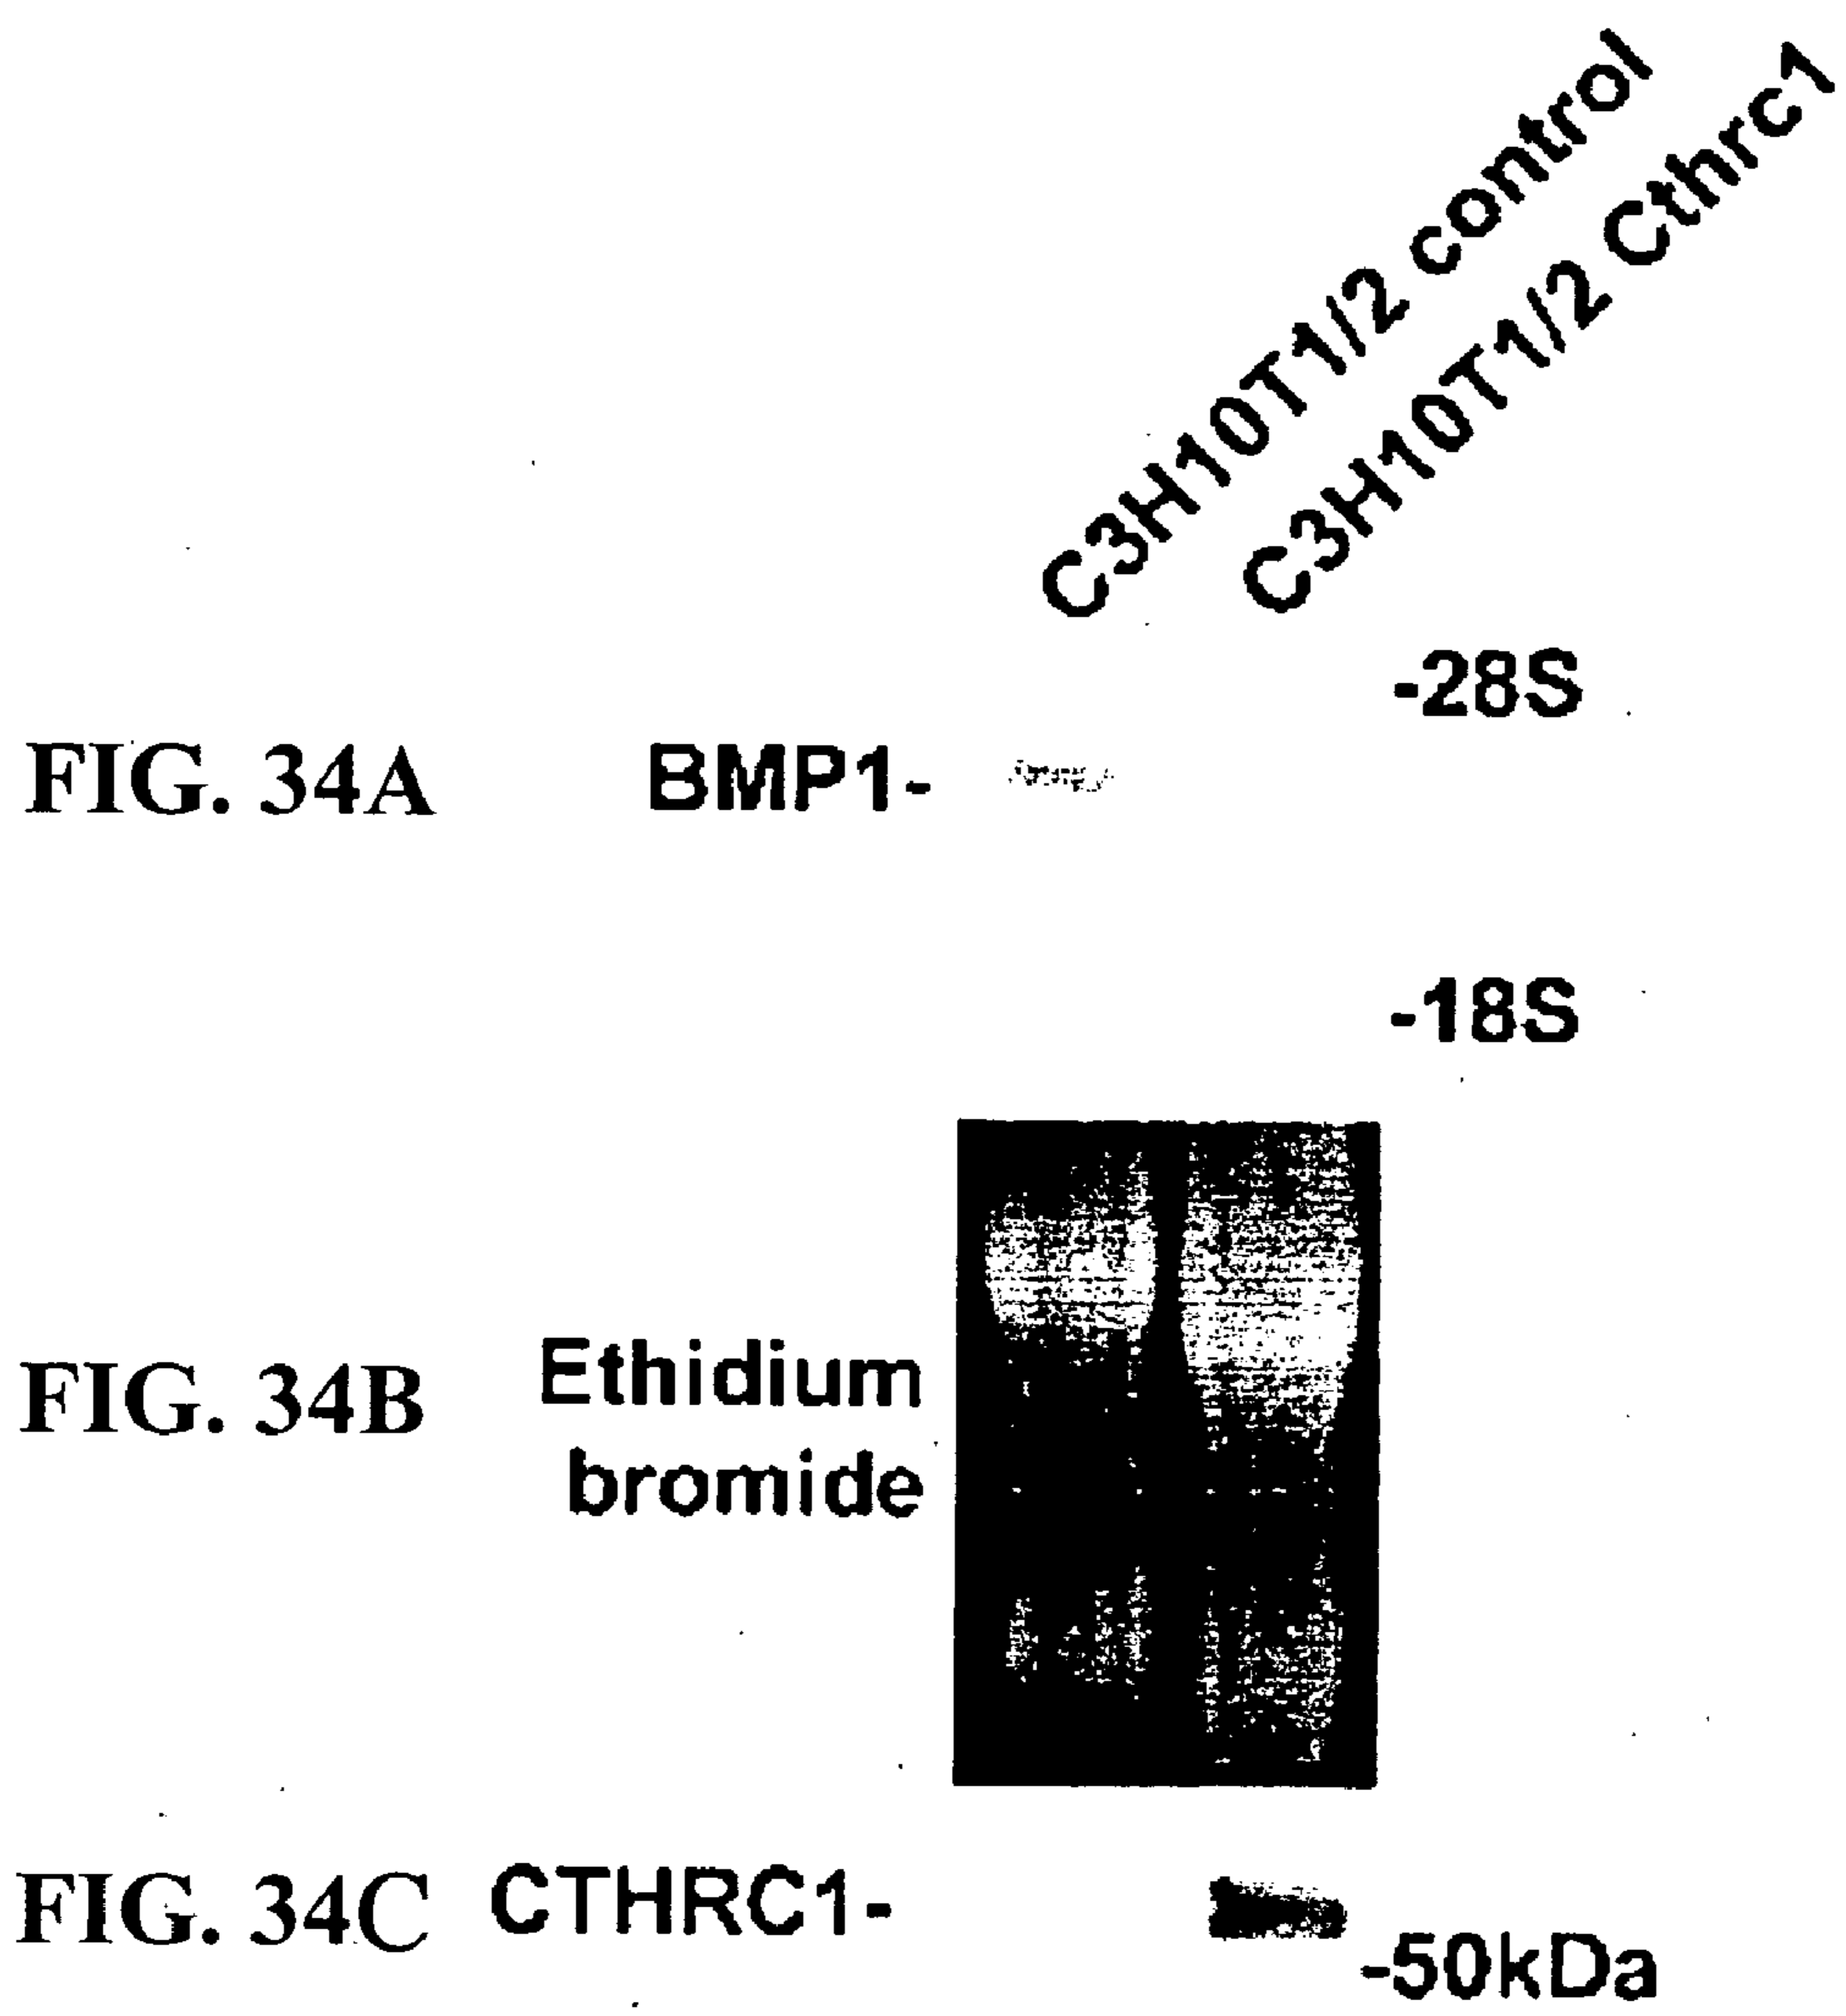 C3H10T1/2 control
C3H10T1/2 Cthrc1
-28S
FIG. 34A BMP1-
-18S
FIG. 34B Ethidium
bromide
FIG. 34C CTHRC1-
-50kDa